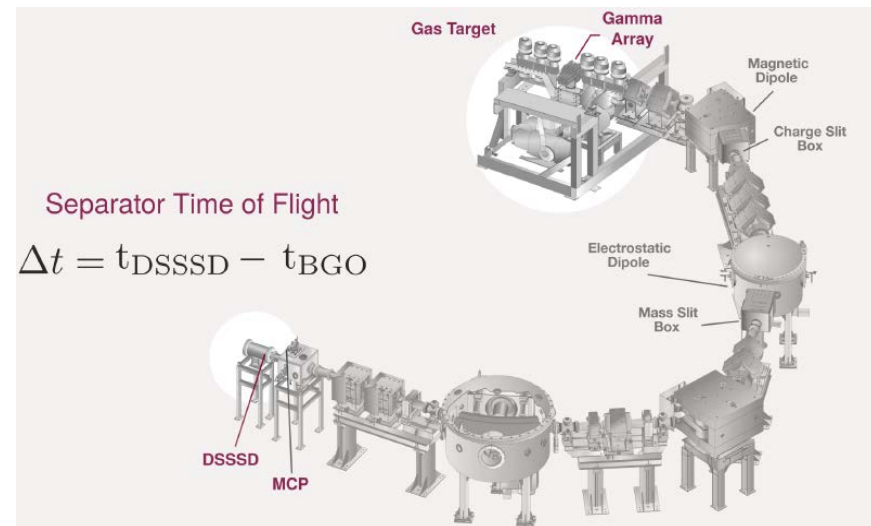 Gas Target
Gamma
Array
Magnetic
Dipole
Charge Slit
Box
Separator Time of Flight
Δt = t_DSSSD − t_BGO
Electrostatic
Dipole
Mass Slit
Box
DSSSD
MCP